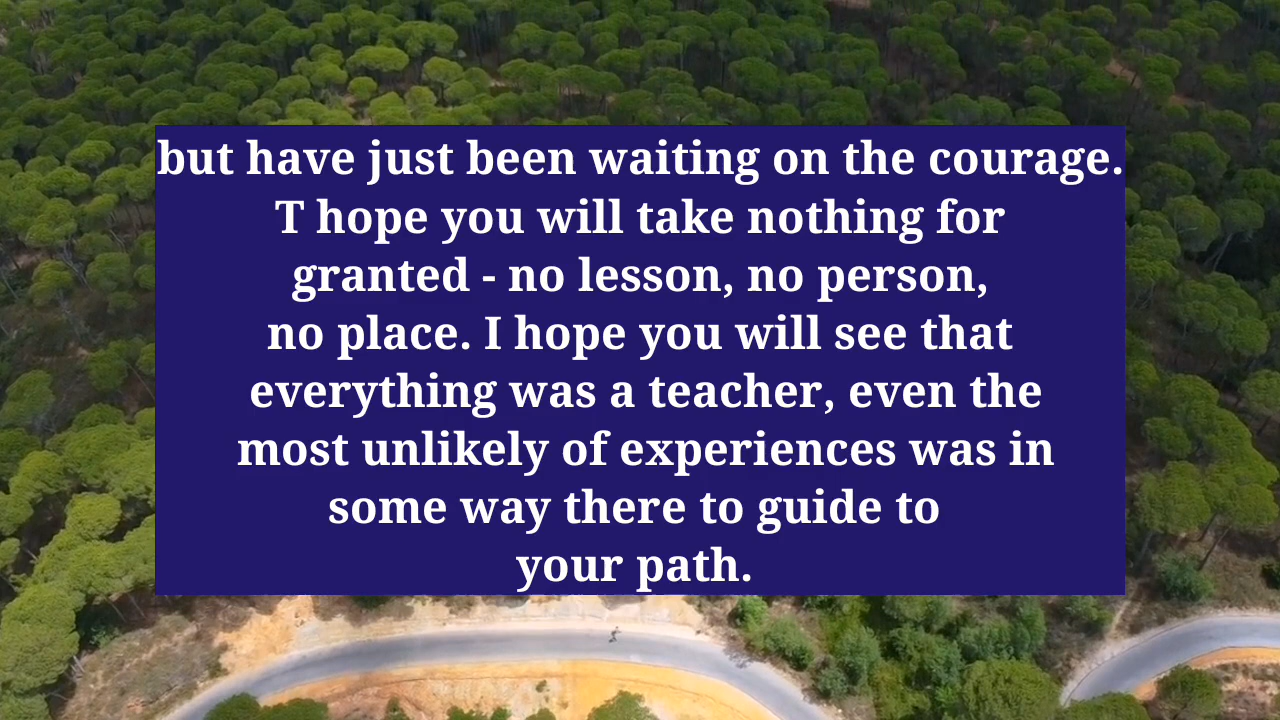 but have just been waiting on the courage.
T hope you will take nothing for
granted - no lesson, no person,
no place. I hope you will see that
everything was a teacher, even the
most unlikely of experiences was in
some way there to guide to
your path.